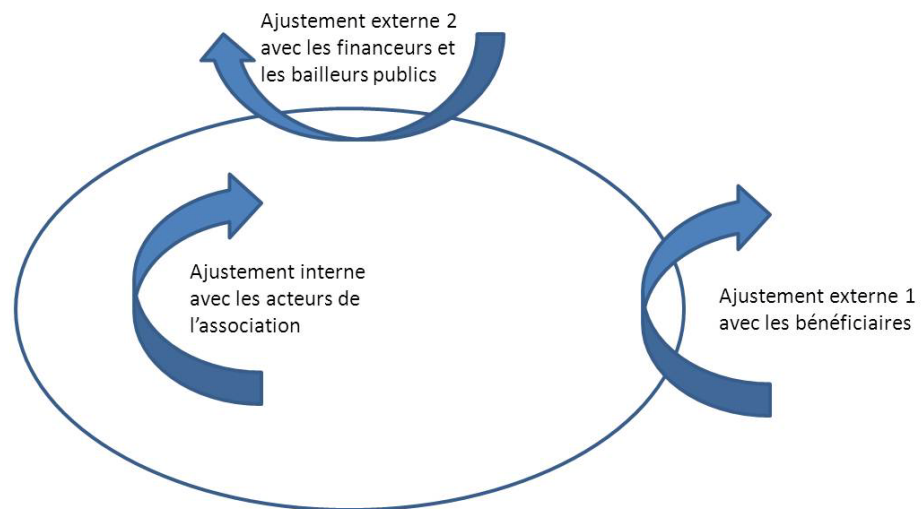 Ajustement externe 2
avec les financeurs et
les bailleurs publics
Ajustement interne
avec les acteurs de
l’association
Ajustement externe 1
avec les bénéficiaires